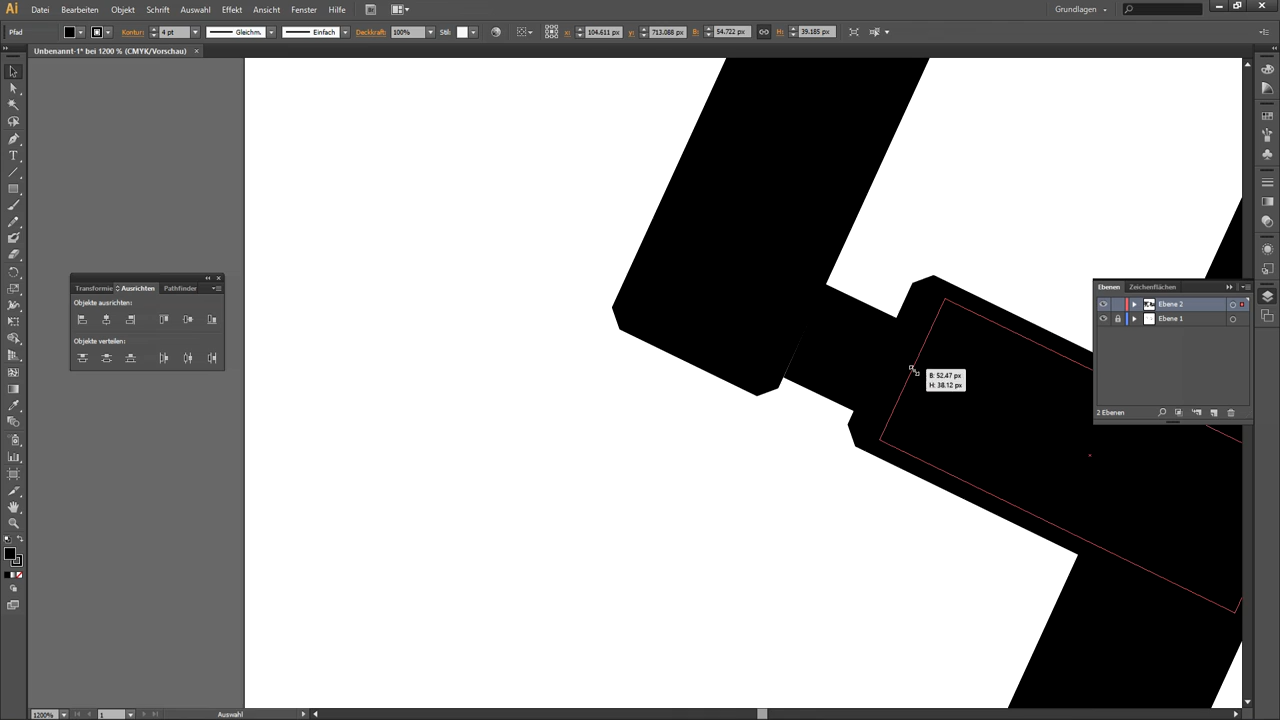 Ai Datei Bearbeiten Objekt Schrift Auswahl Effekt Ansicht Fenster Hilfe Br Grundlagen
Pfad Kontur: 4 pt Gleichm. Einfach Deckkraft: 100% Stil: x: 104.611 px y: 713.088 px B: 54.722 px H: 39.185 px
Unbenannt-1* bei 1200 % (CMYK/Vorschau) ×
Transformie Ausrichten Pathfinder
Objekte ausrichten:
Objekte verteilen:
Ebenen Zeichenflächen
Ebene 2
Ebene 1
B: 52.47 px
H: 38.12 px
2 Ebenen
1200% 1 Auswahl